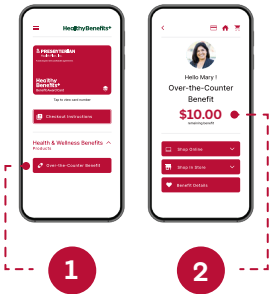 HealthyBenefits+
PRESBYTERIAN
Healthy
Benefits+
Tap to view card number
Checkout Instructions
Health & Wellness Benefits
Products
Over-the-Counter Benefit
1
Hello Mary !
Over-the-Counter
Benefit
$10.00
remaining benefit
Shop Online
Shop In Store
Benefit Details
2